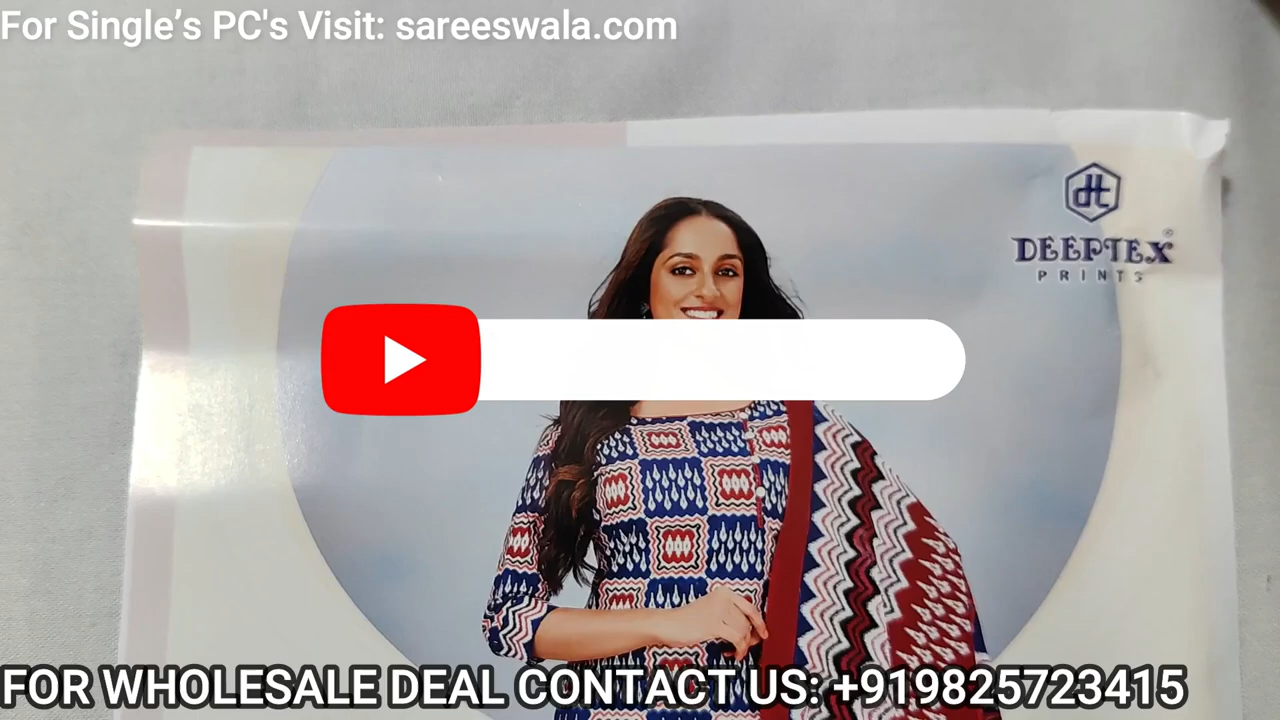 For Single’s PC's Visit: sareeswala.com
dt
DEEPTEX®
PRINTS
FOR WHOLESALE DEAL CONTACT US: +919825723415